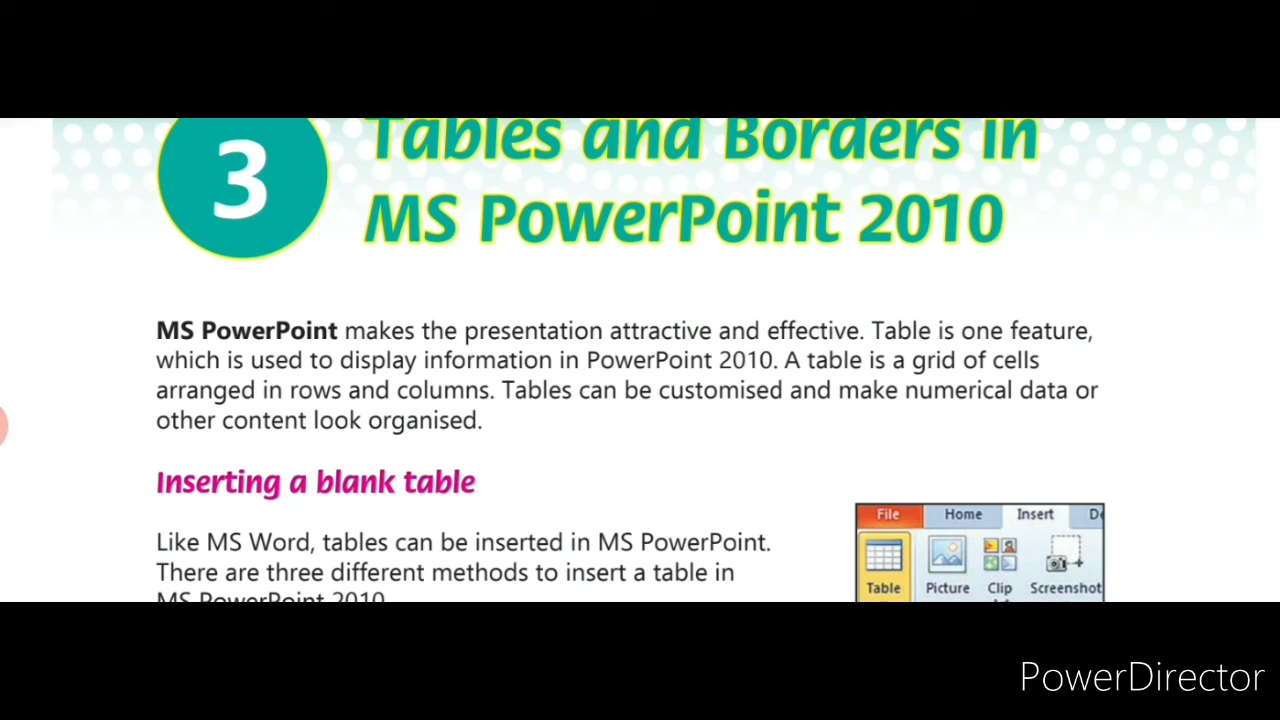 3
Tables and Borders in
MS PowerPoint 2010
MS PowerPoint makes the presentation attractive and effective. Table is one feature,
which is used to display information in PowerPoint 2010. A table is a grid of cells
arranged in rows and columns. Tables can be customised and make numerical data or
other content look organised.
Inserting a blank table
Like MS Word, tables can be inserted in MS PowerPoint.
There are three different methods to insert a table in
MS PowerPoint 2010
File Home Insert
Table Picture Clip Screenshot
PowerDirector